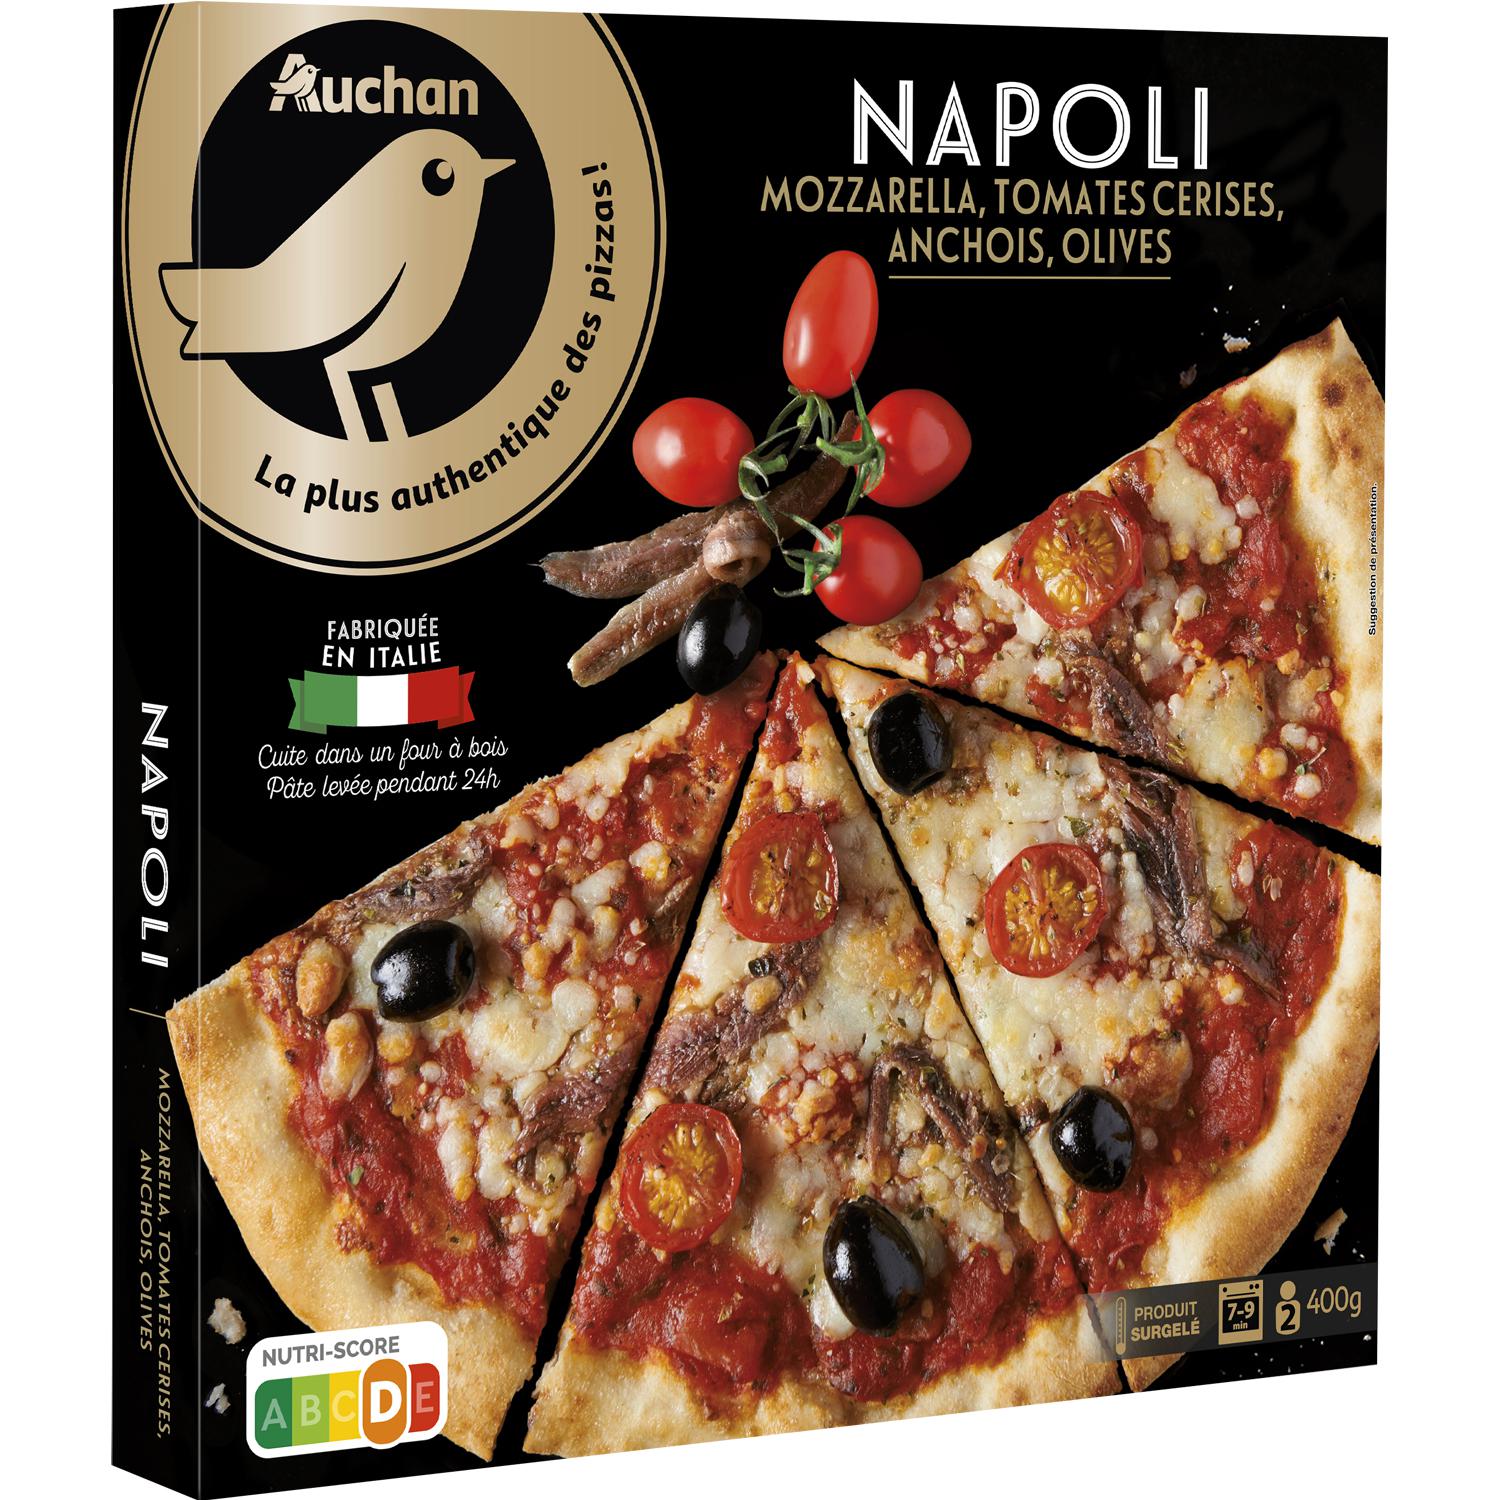 Auchan
La plus authentique des pizzas!
NAPOLI
MOZZARELLA, TOMATES CERISES,
ANCHOIS, OLIVES
FABRIQUÉE
EN ITALIE
Cuite dans un four à bois
Pâte levée pendant 24h
Suggestion de présentation.
NAPOLI
MOZZARELLA, TOMATES CERISES,
ANCHOIS, OLIVES
NUTRI-SCORE
A B C D E
PRODUIT
SURGELÉ
7-9
min
2
400g